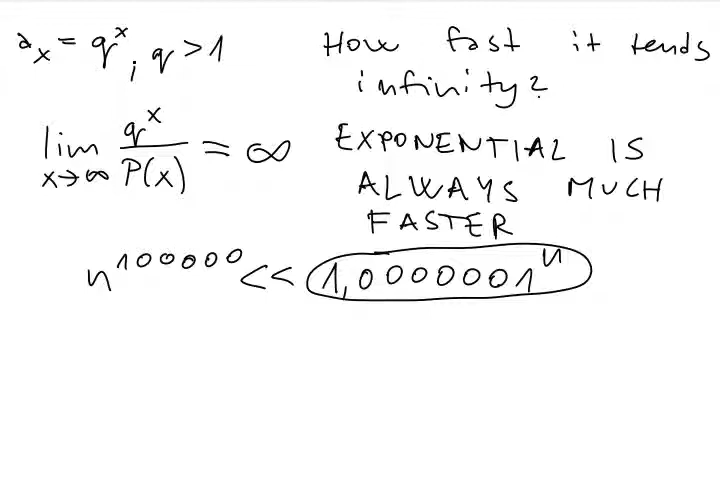 a_x = q^x, q > 1
How fast it tends
infinity?
lim x→∞ q^x / P(x) = ∞
EXPONENTIAL IS
ALWAYS MUCH
FASTER
n^100000 << 1,0000001^n